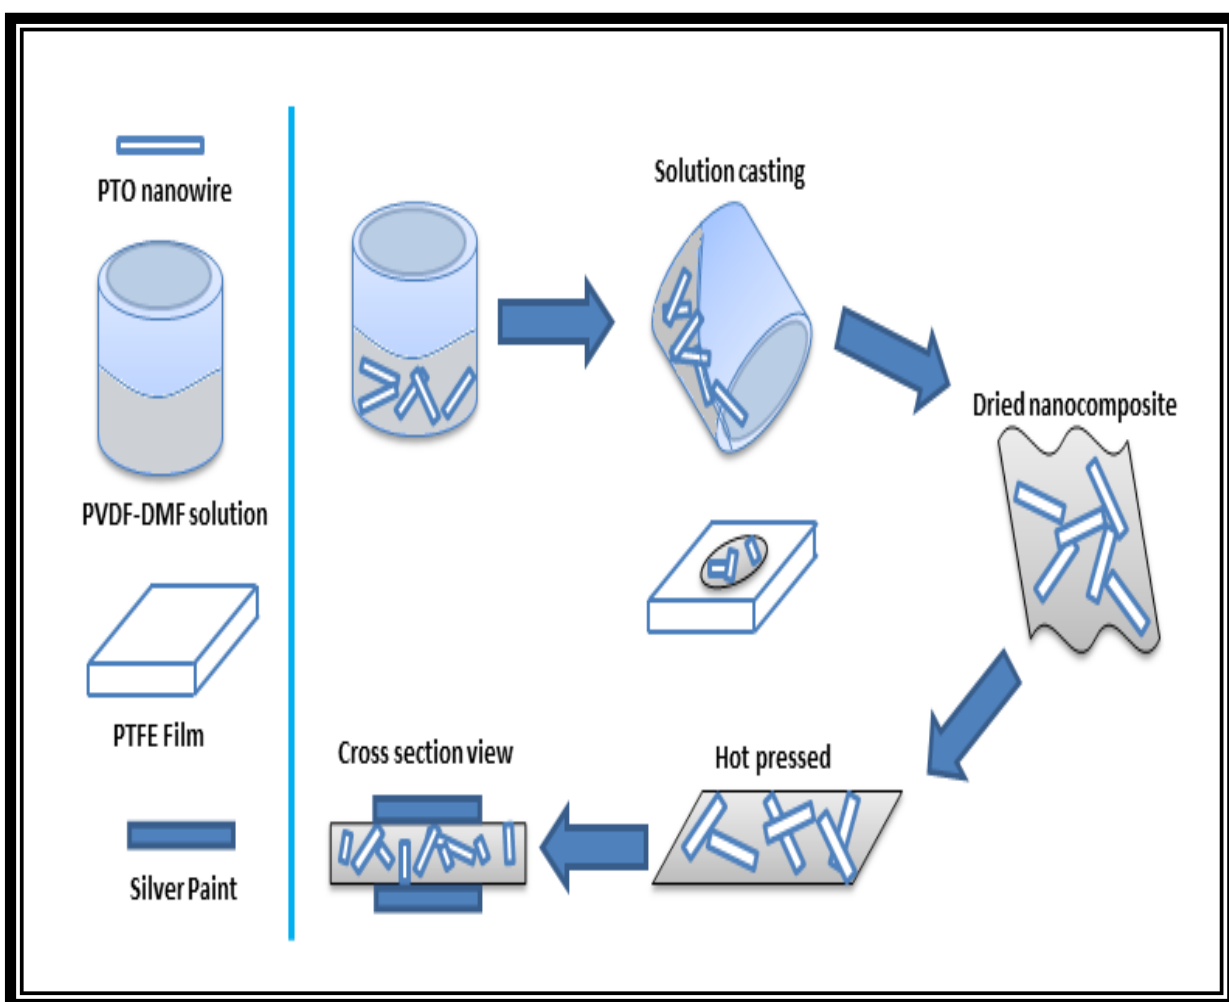 PTO nanowire
PVDF-DMF solution
PTFE Film
Silver Paint
Solution casting
Dried nanocomposite
Hot pressed
Cross section view